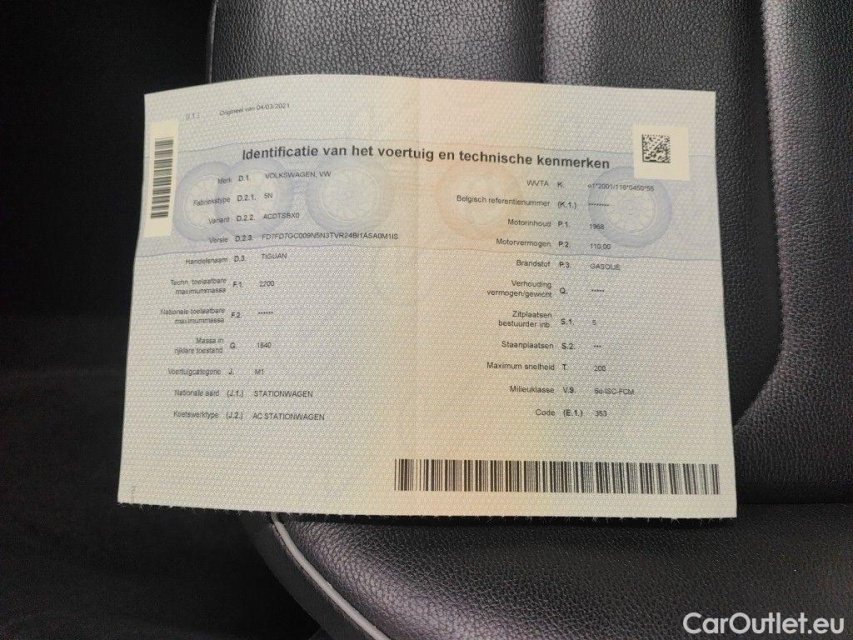 Origineel van 04/03/2021
Identificatie van het voertuig en technische kenmerken
Merk D.1. VOLKSWAGEN, VW
Fabriekstype D.2.1. 5N
Variant D.2.2. ACDTSBX0
Versie D.2.3.
Handelsnaam D.3. TIGUAN
Techn. toelaatbare
maximummassa F.1. 2200
Nationale toelaatbare
maximummassa F.2. -----
Massa in
rijklare toestand G. 1640
Voertuigcategorie J. M1
Nationale aard (J.1.) STATIONWAGEN
Koetswerktype (J.2.) AC STATIONWAGEN
WVTA K. e1*2001/116*0450*
Belgisch referentienummer (K.1.) --------
Motorinhoud P.1. 1968
Motorvermogen P.2. 110.00
Brandstof P.3. GASOLIE
Verhouding
vermogen/gewicht Q. -----
Zitplaatsen
bestuurder inb. S.1. 5
Staanplaatsen S.2. ---
Maximum snelheid T. 200
Milieuklasse V.9.
Code (E.1.) 353
CarOutlet.eu